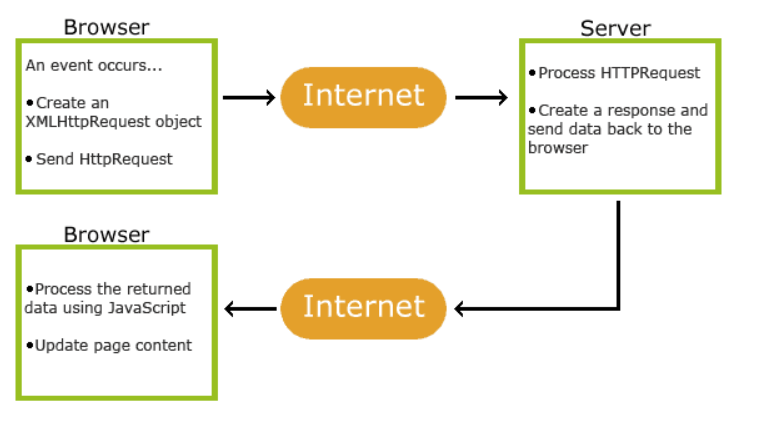 Browser
An event occurs...
•Create an
XMLHttpRequest object
• Send HttpRequest
Internet
Server
•Process HTTPRequest
•Create a response and
send data back to the
browser
Browser
•Process the returned
data using JavaScript
•Update page content
Internet